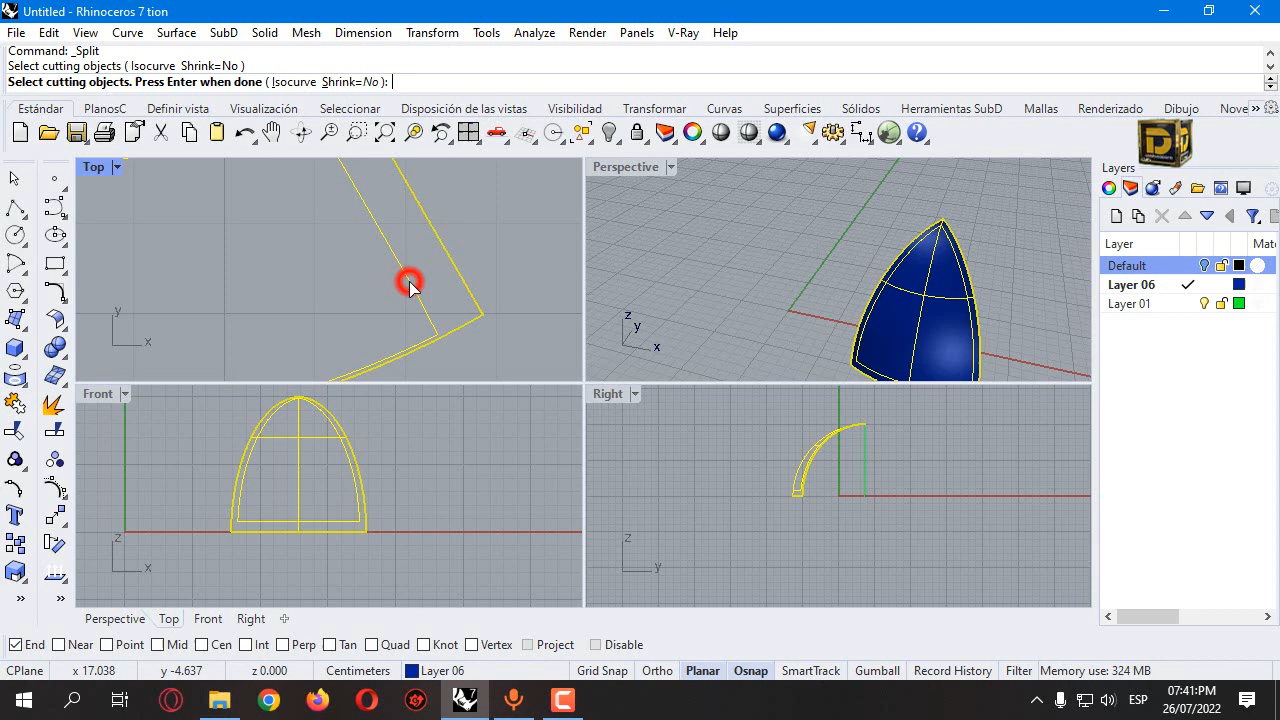 Untitled - Rhinoceros 7 tion
File Edit View Curve Surface SubD Solid Mesh Dimension Transform Tools Analyze Render Panels V-Ray Help
Command: _Split
Select cutting objects ( Isocurve Shrink=No )
Select cutting objects. Press Enter when done ( Isocurve Shrink=No ):
Estándar PlanosC Definir vista Visualización Seleccionar Disposición de las vistas Visibilidad Transformar Curvas Superficies Sólidos Herramientas SubD Mallas Renderizado Dibujo Nove »
Top
Perspective
Layers
Layer Mate
Default
Layer 06
Layer 01
y
x
z
y
x
Front
Right
z
x
z
y
Perspective Top Front Right
End Near Point Mid Cen Int Perp Tan Quad Knot Vertex Project Disable
CPlane x 17.038 y -4.637 z 0.000 Centimeters Layer 06 Grid Snap Ortho Planar Osnap SmartTrack Gumball Record History Filter Memory use: 324 MB
ESP
07:41:PM
26/07/2022